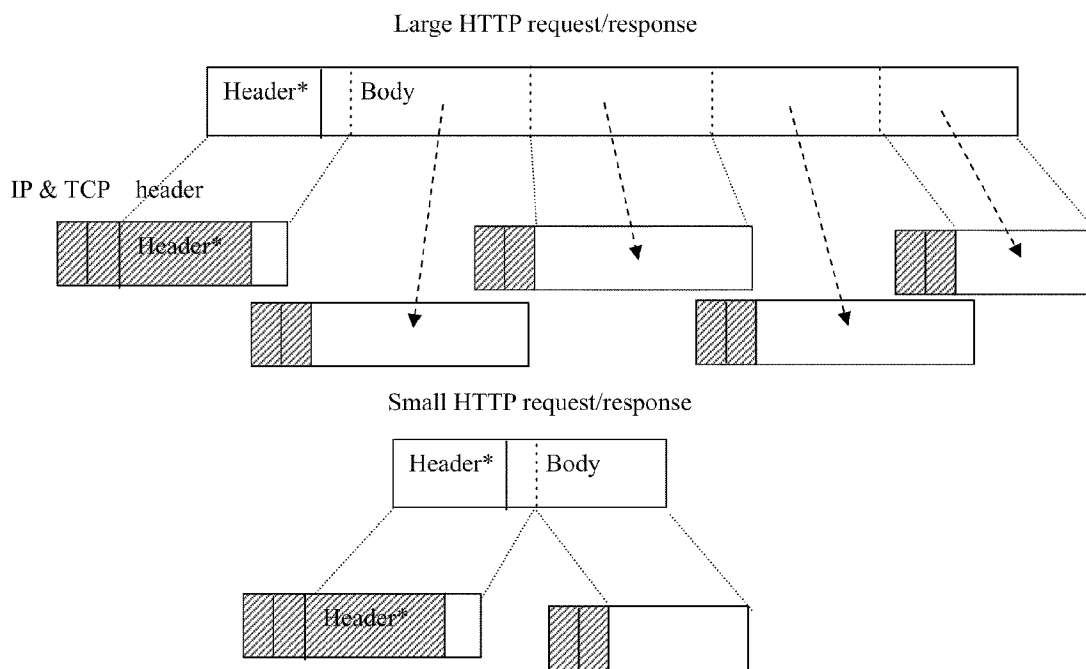 Large HTTP request/response
Header* Body
IP & TCP header
Header*
Small HTTP request/response
Header* Body
Header*